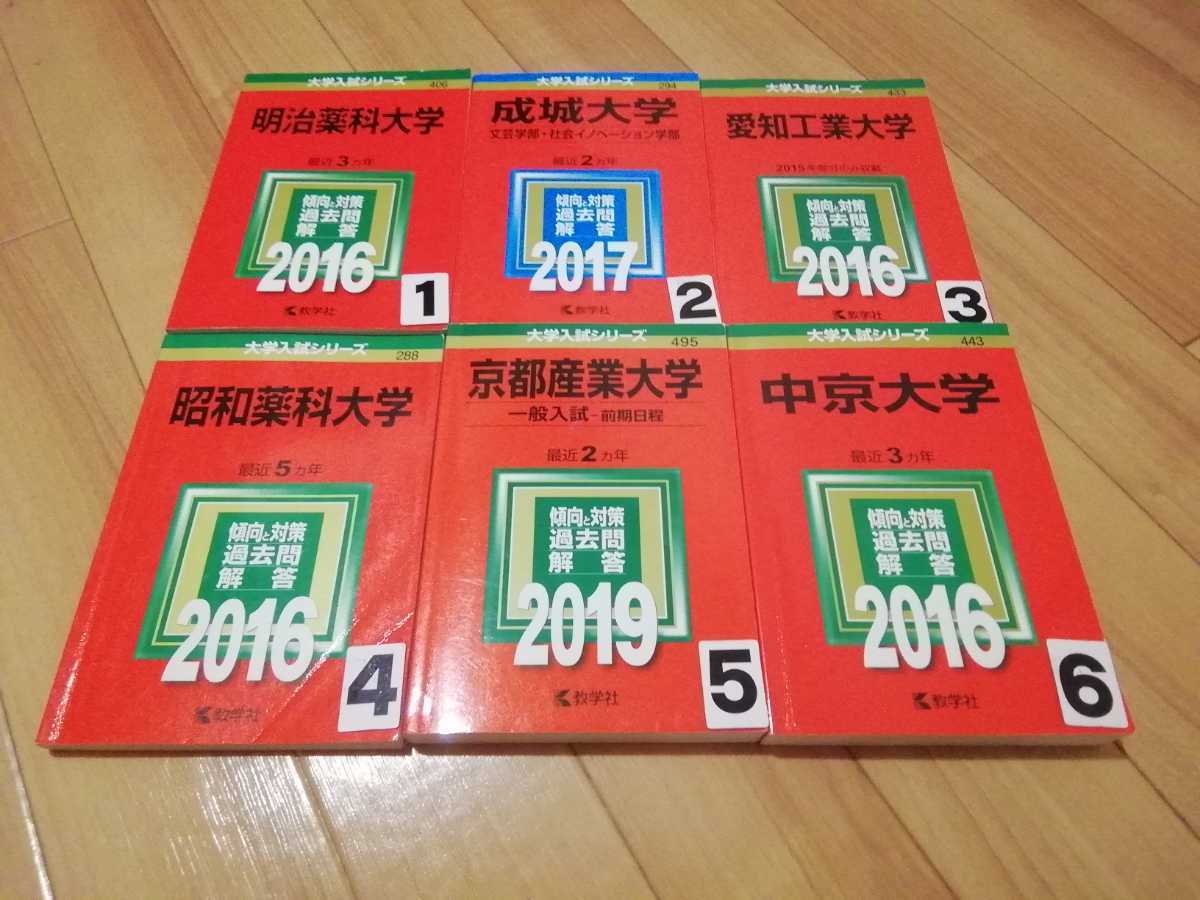 大学入試シリーズ
406
明治薬科大学
最近3カ年
傾向と対策
過去問
解答
2016
教学社
1
大学入試シリーズ
294
成城大学
文芸学部・社会イノベーション学部
最近2カ年
傾向と対策
過去問
解答
2017
教学社
2
大学入試シリーズ
433
愛知工業大学
傾向と対策
過去問
解答
2016
教学社
3
大学入試シリーズ
288
昭和薬科大学
最近5カ年
傾向と対策
過去問
解答
2016
教学社
4
大学入試シリーズ
495
京都産業大学
一般入試-前期日程
最近2カ年
傾向と対策
過去問
解答
2019
教学社
5
大学入試シリーズ
443
中京大学
最近3カ年
傾向と対策
過去問
解答
2016
教学社
6